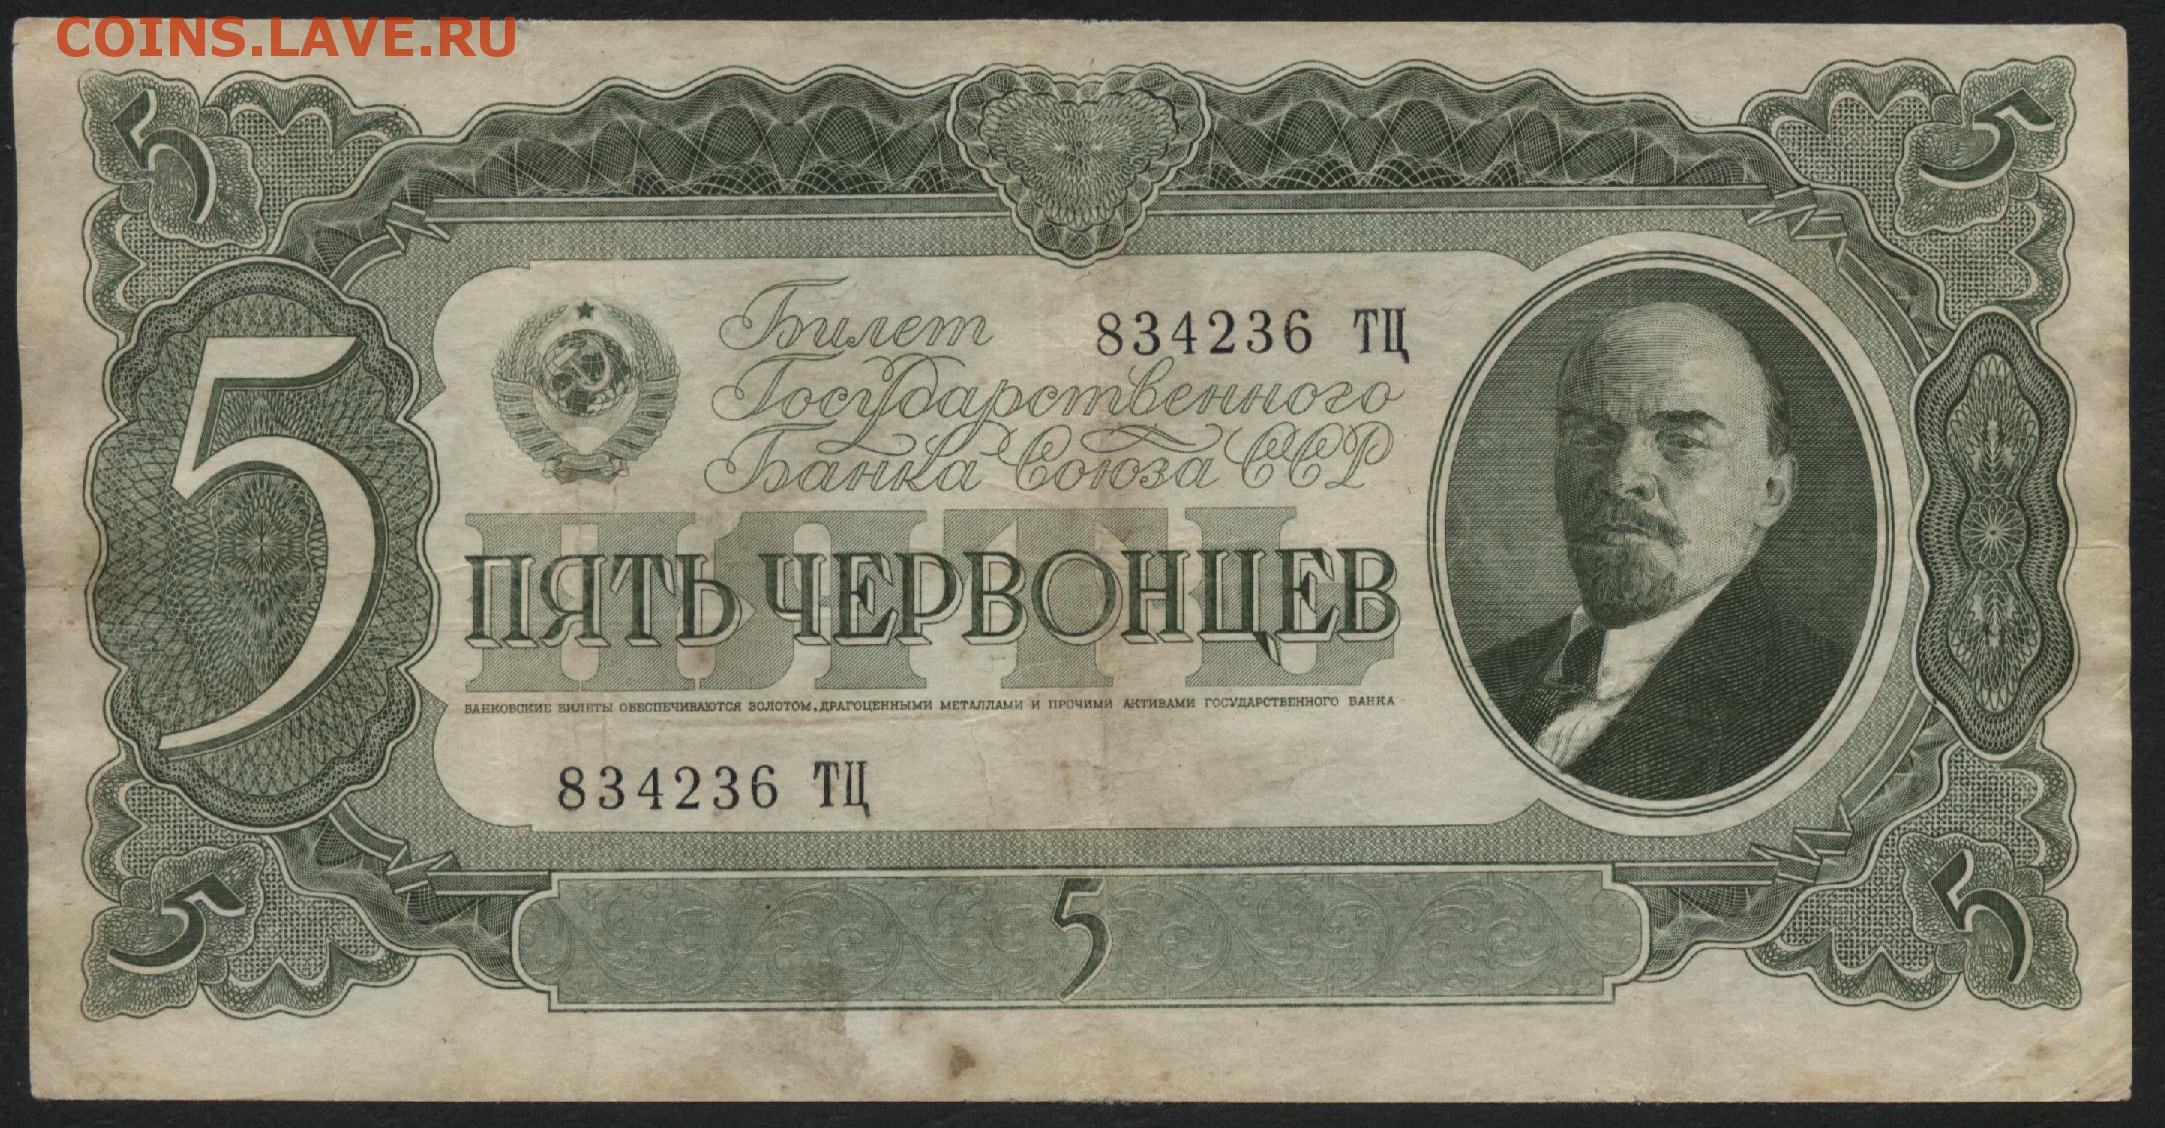 COINS.LAVE.RU
5
5
Билет
834236 ТЦ
Государственного
Банка Союза ССР
5
ПЯТЬ
ПЯТЬ ЧЕРВОНЦЕВ
БАНКОВСКИЕ БИЛЕТЫ ОБЕСПЕЧИВАЮТСЯ ЗОЛОТОМ, ДРАГОЦЕННЫМИ МЕТАЛЛАМИ И ПРОЧИМИ АКТИВАМИ ГОСУДАРСТВЕННОГО БАНКА
834236 ТЦ
5
5
5